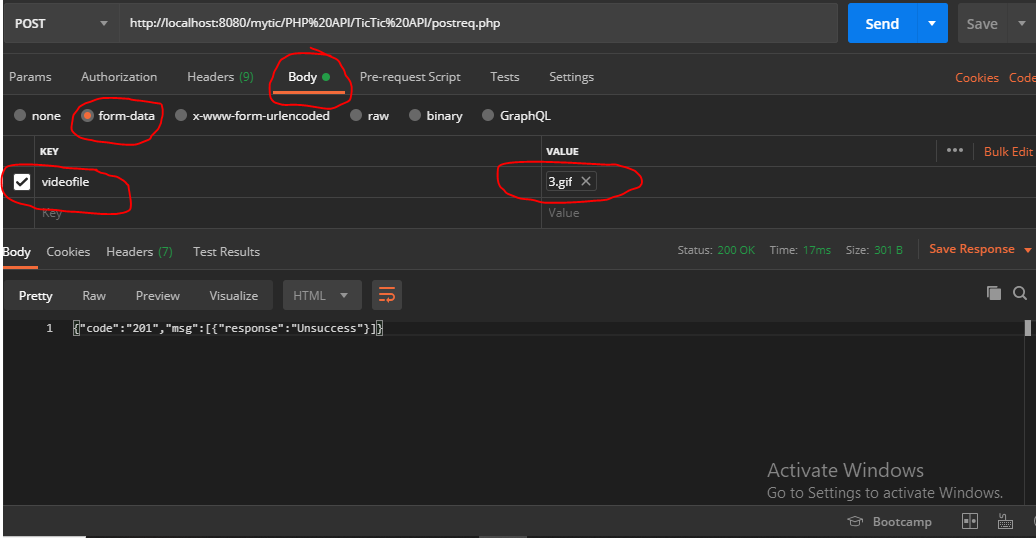 POST http://localhost:8080/mytic/PHP%20API/TicTic%20API/postreq.php Send Save
Params Authorization Headers (9) Body Pre-request Script Tests Settings Cookies Code
none form-data x-www-form-urlencoded raw binary GraphQL
KEY VALUE ••• Bulk Edit
videofile 3.gif
Key Value
Body Cookies Headers (7) Test Results Status: 200 OK Time: 17ms Size: 301 B Save Response
Pretty Raw Preview Visualize HTML
1 {"code":"201","msg":[{"response":"Unsuccess"}]}
Activate Windows
Go to Settings to activate Windows.
Bootcamp